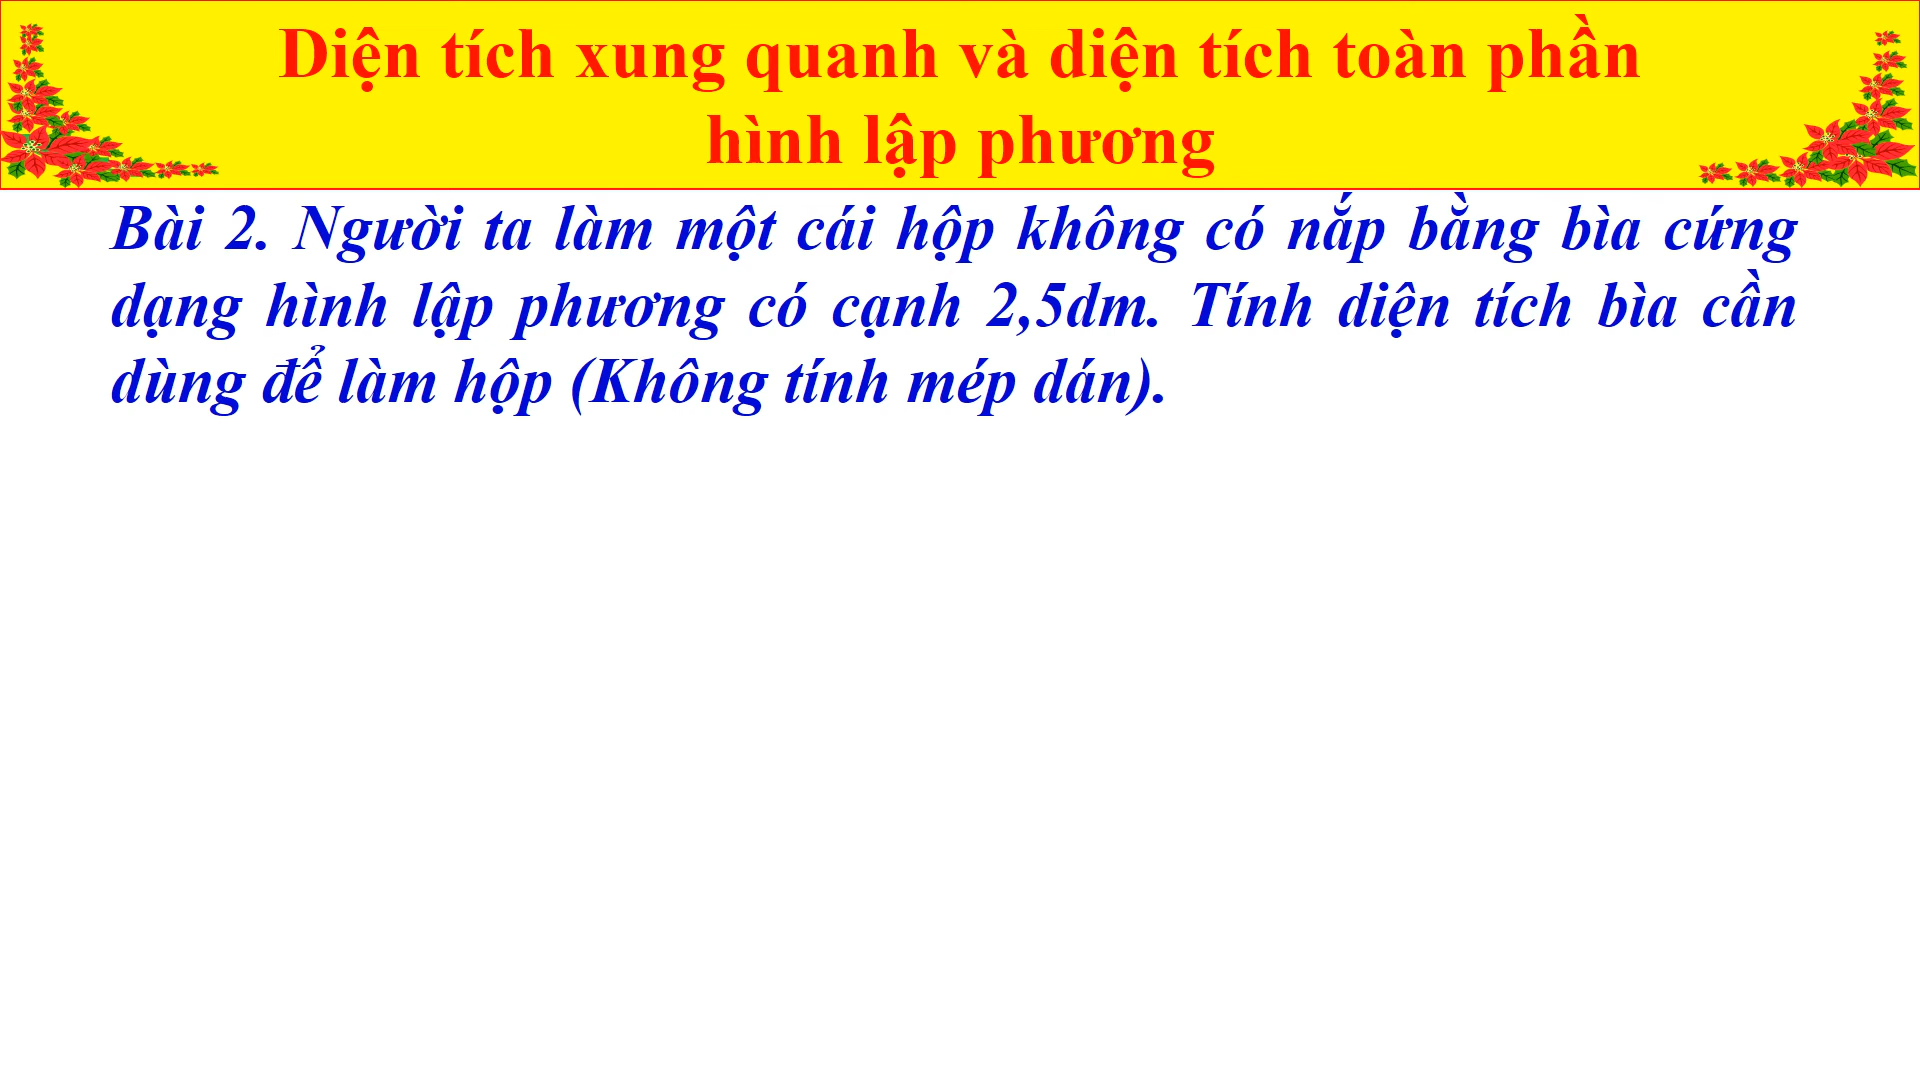 Diện tích xung quanh và diện tích toàn phần
hình lập phương
Bài 2. Người ta làm một cái hộp không có nắp bằng bìa cứng
dạng hình lập phương có cạnh 2,5dm. Tính diện tích bìa cần
dùng để làm hộp (Không tính mép dán).